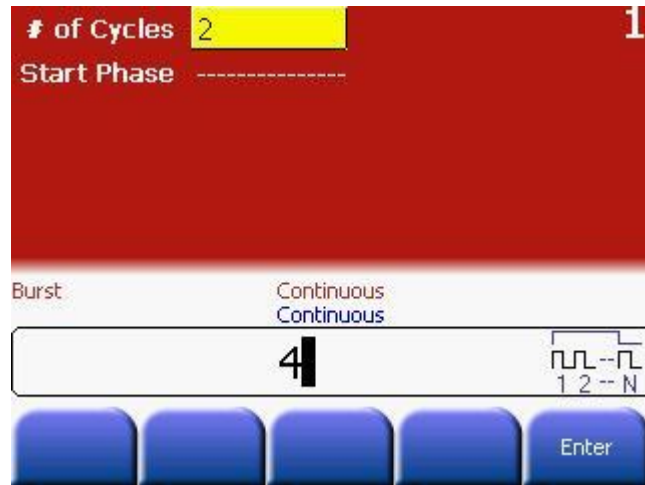 # of Cycles 2 1
Start Phase ---------------
Burst Continuous
Continuous
4
1 2 -- N
Enter